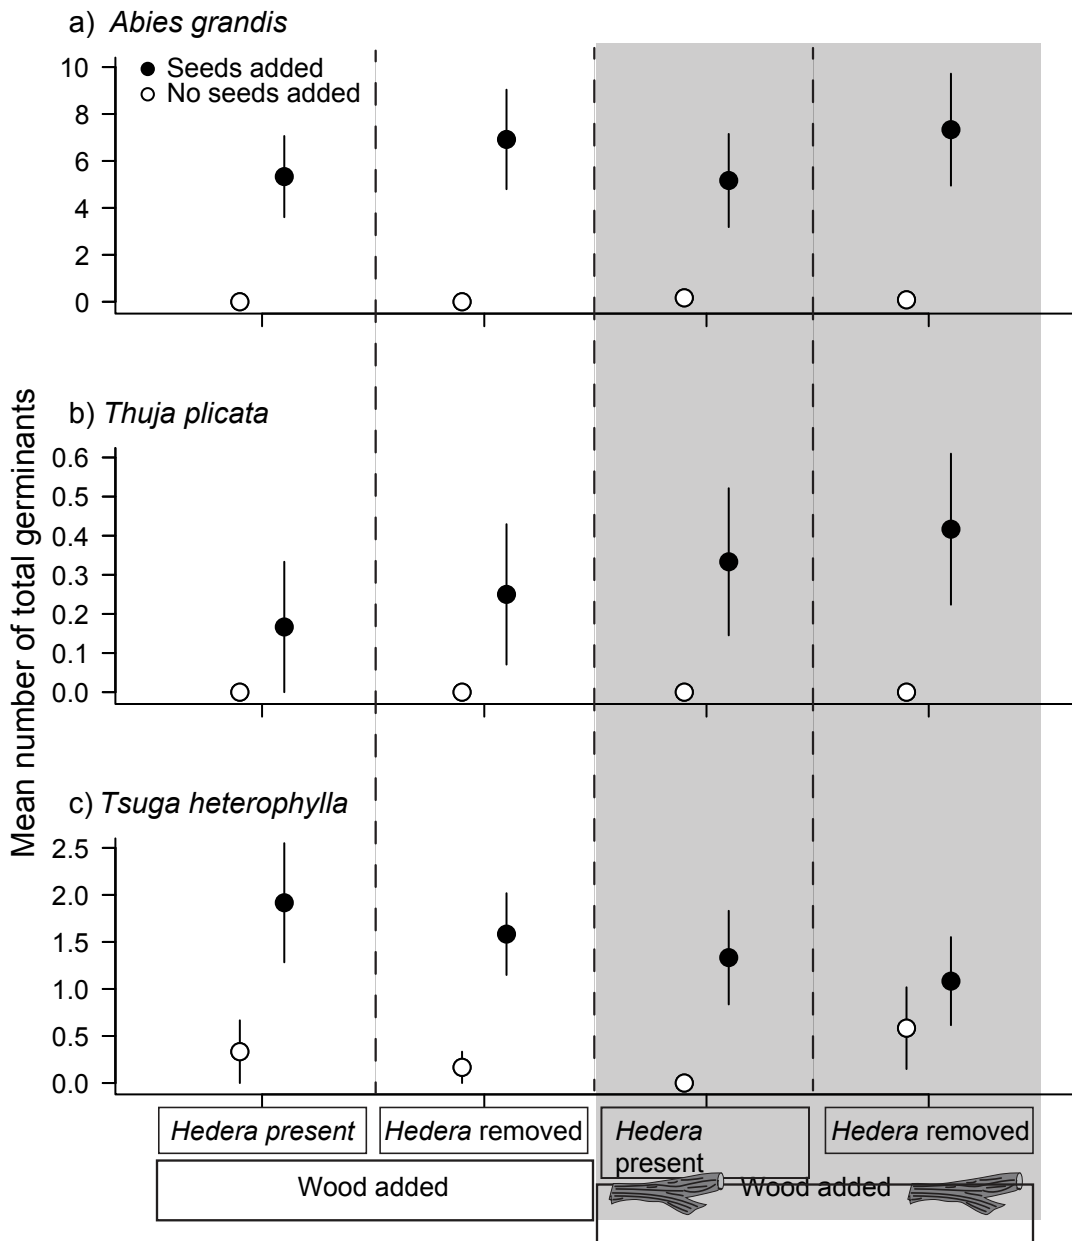 a) Abies grandis
Seeds added
No seeds added
10
8
6
4
2
0
Mean number of total germinants
b) Thuja plicata
0.6
0.5
0.4
0.3
0.2
0.1
0.0
c) Tsuga heterophylla
2.5
2.0
1.5
1.0
0.5
0.0
Hedera present
Hedera removed
Hedera
present
Hedera removed
Wood added
Wood added